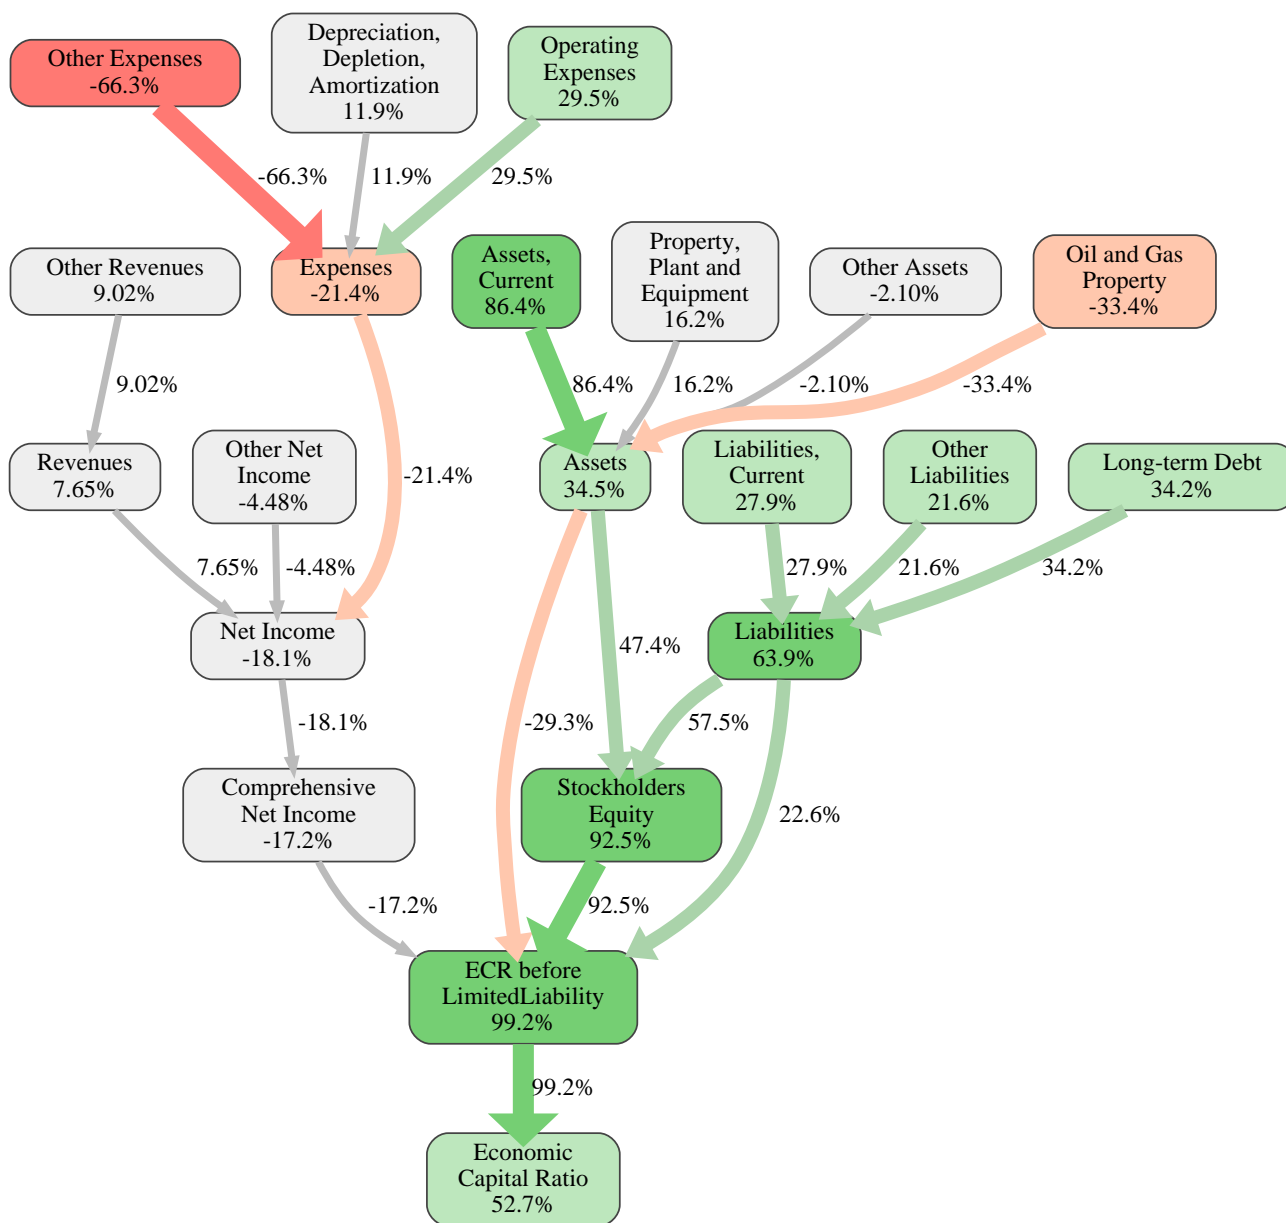 Other Expenses
-66.3%
Depreciation,
Depletion,
Amortization
11.9%
Operating
Expenses
29.5%
-66.3%
11.9%
29.5%
Other Revenues
9.02%
Expenses
-21.4%
Assets,
Current
86.4%
Property,
Plant and
Equipment
16.2%
Other Assets
-2.10%
Oil and Gas
Property
-33.4%
9.02%
86.4%
16.2%
-2.10%
-33.4%
Revenues
7.65%
Other Net
Income
-4.48%
-21.4%
Assets
34.5%
Liabilities,
Current
27.9%
Other
Liabilities
21.6%
Long-term Debt
34.2%
7.65%
-4.48%
27.9%
21.6%
34.2%
Net Income
-18.1%
47.4%
Liabilities
63.9%
-18.1%
-29.3%
57.5%
Comprehensive
Net Income
-17.2%
Stockholders
Equity
92.5%
22.6%
-17.2%
92.5%
ECR before
LimitedLiability
99.2%
99.2%
Economic
Capital Ratio
52.7%